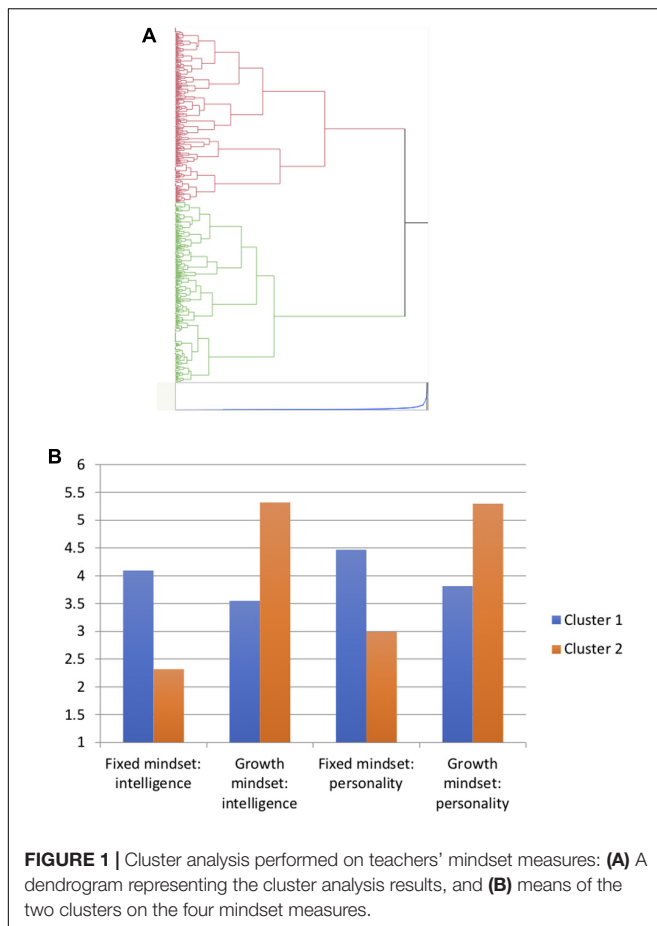 A
B
6
5.5
5
4.5
4
3.5
3
2.5
2
1.5
1
Fixed mindset:
intelligence
Growth
mindset:
intelligence
Fixed mindset:
personality
Growth
mindset:
personality
Cluster 1
Cluster 2
FIGURE 1 | Cluster analysis performed on teachers’ mindset measures: (A) A
dendrogram representing the cluster analysis results, and (B) means of the
two clusters on the four mindset measures.